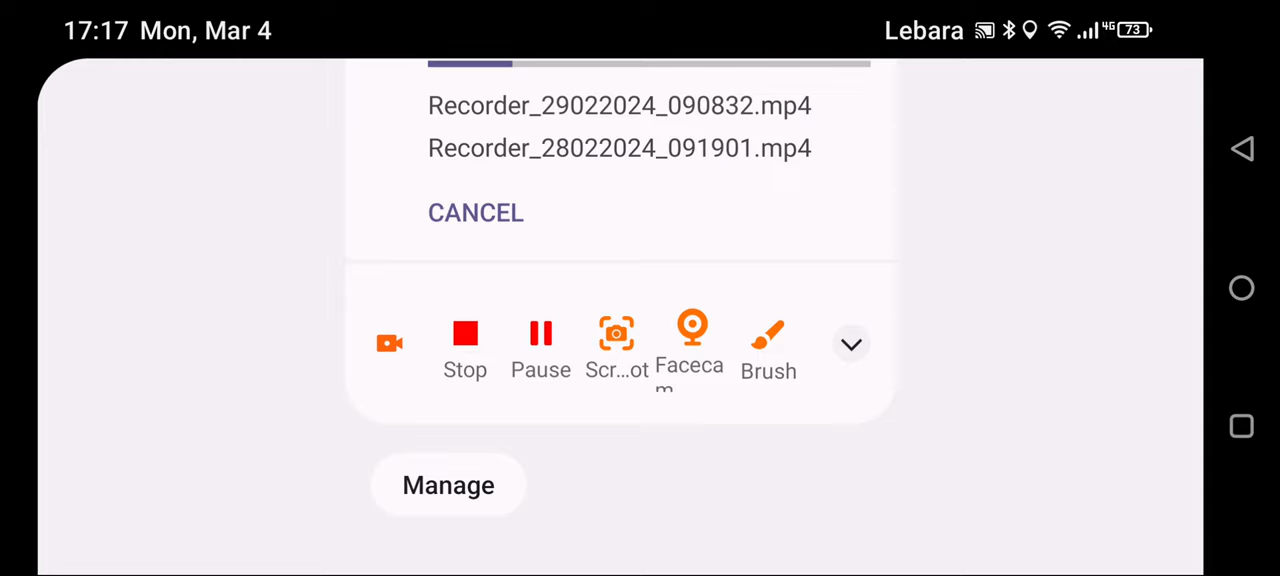 17:17 Mon, Mar 4
Lebara 4G 73
Recorder_29022024_090832.mp4
Recorder_28022024_091901.mp4
CANCEL
Stop
Pause
Scr...ot
Faceca
m
Brush
Manage